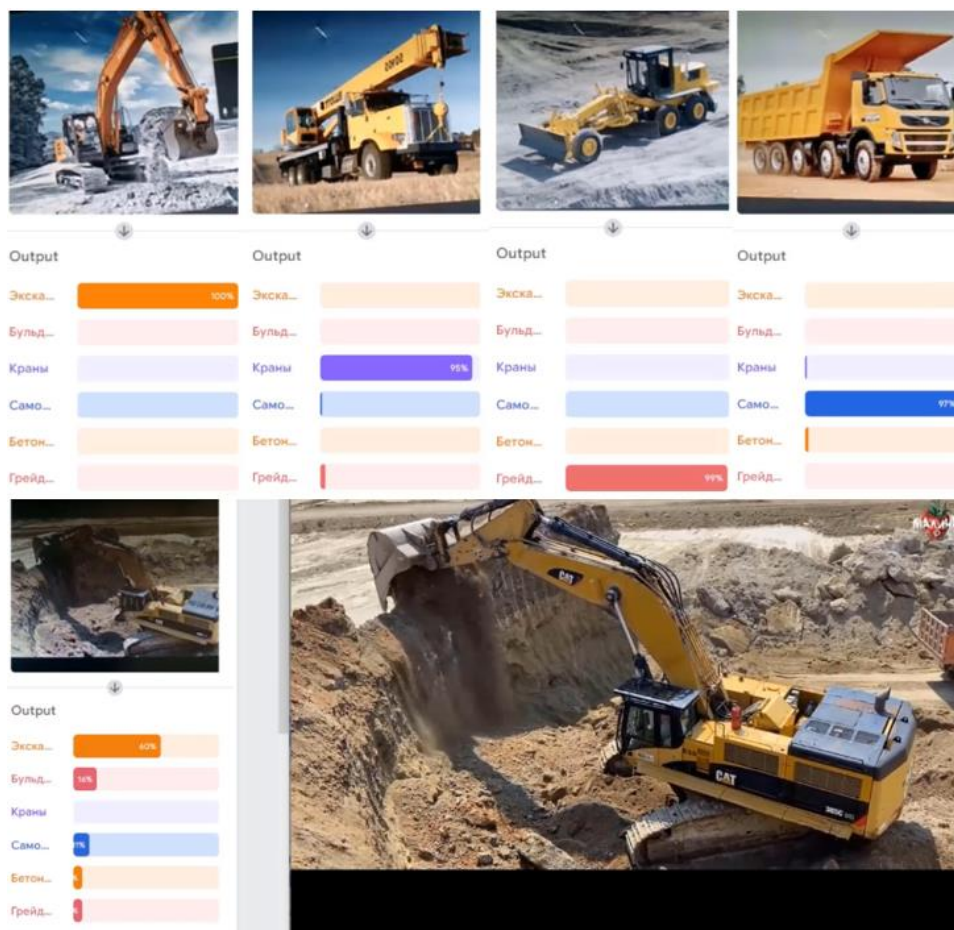 Output
Экска...
100%
Бульд...
Краны
Само...
Бетон...
Грейд...
Output
Экска...
Бульд...
Краны
95%
Само...
Бетон...
Грейд...
Output
Экска...
Бульд...
Краны
Само...
Бетон...
Грейд...
99%
Output
Экска...
Бульд...
Краны
Само...
97%
Бетон...
Грейд...
Output
Экска...
60%
Бульд...
16%
Краны
Само...
11%
Бетон...
Грейд...
CAT
CAT